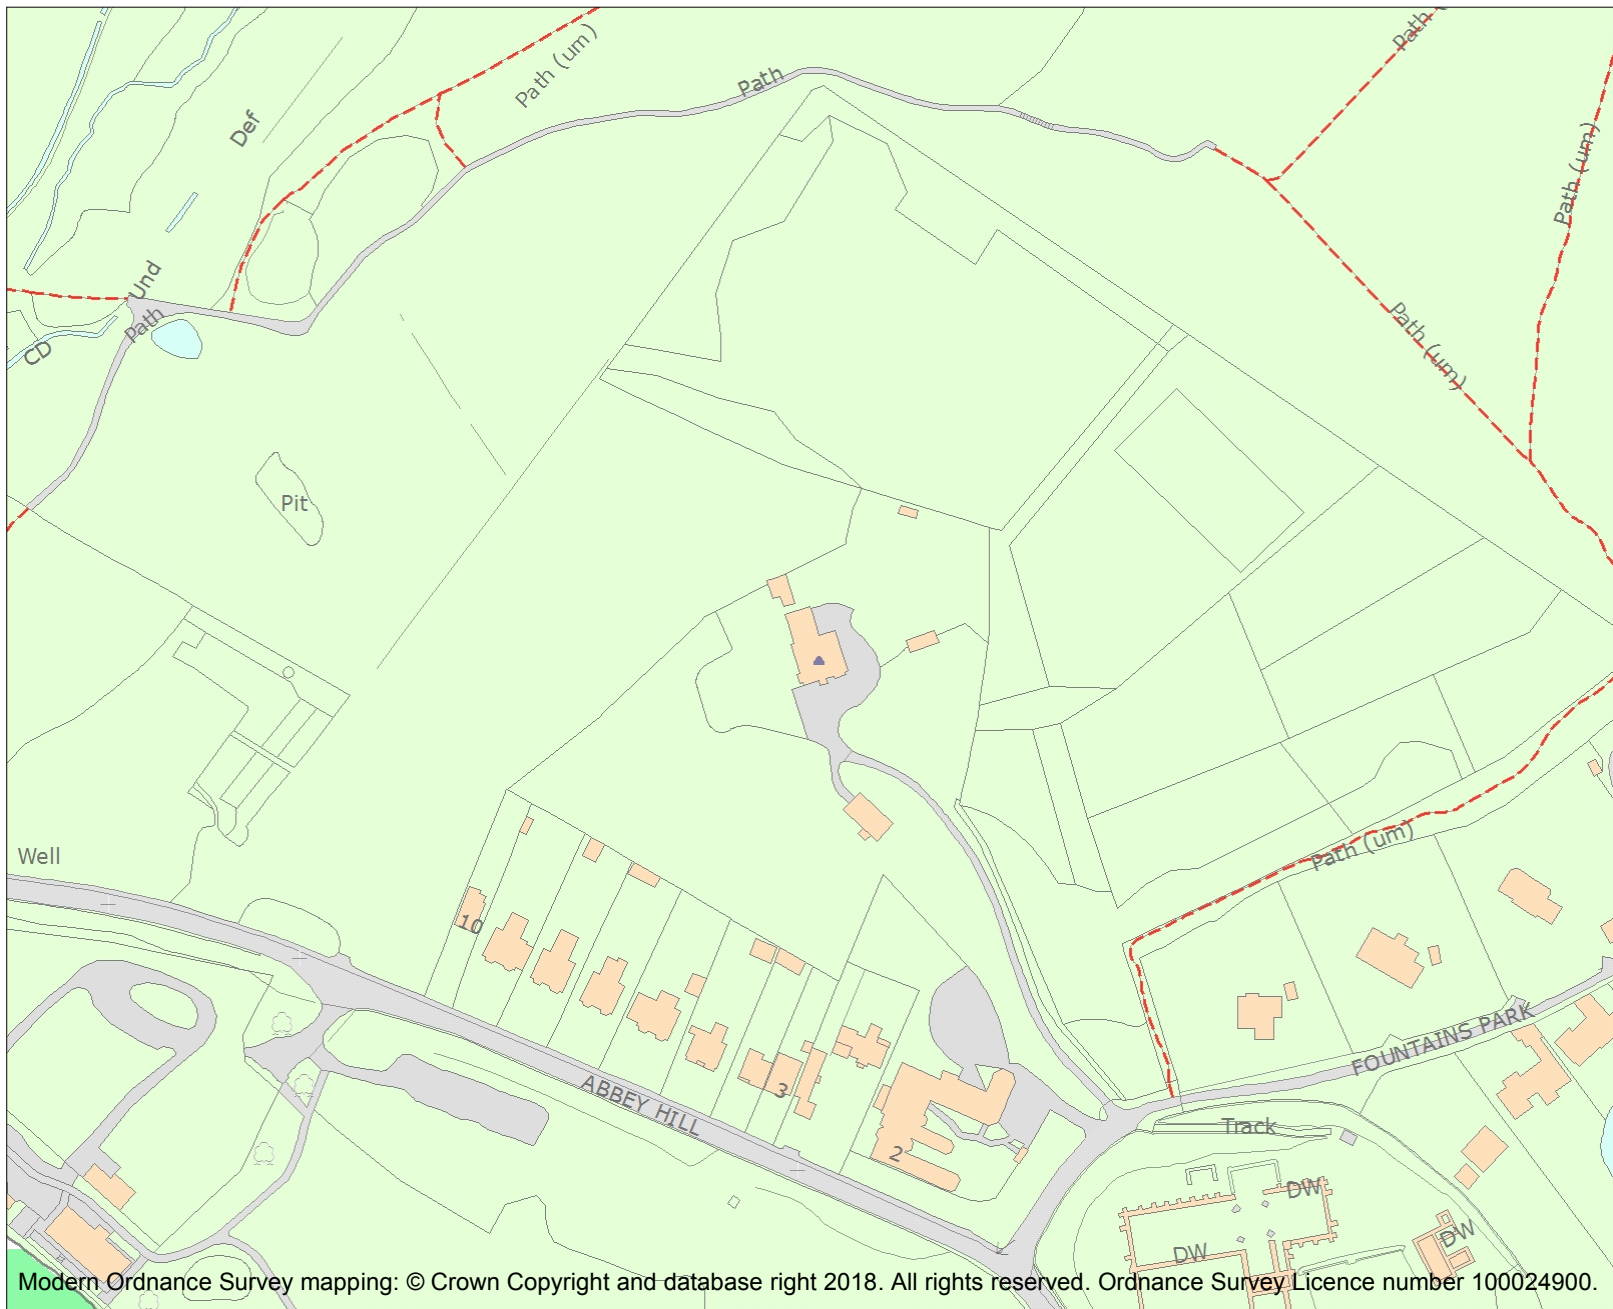 Path (
Path (um)
Path
Def
Path (um)
Und
Path
CD
Path (um)
Pit
Well
Path (um)
10
FOUNTAINS PARK
3
ABBEY HILL
Track
2
DW
DW
DW
Modern Ordnance Survey mapping: © Crown Copyright and database right 2018. All rights reserved. Ordnance Survey Licence number 100024900.